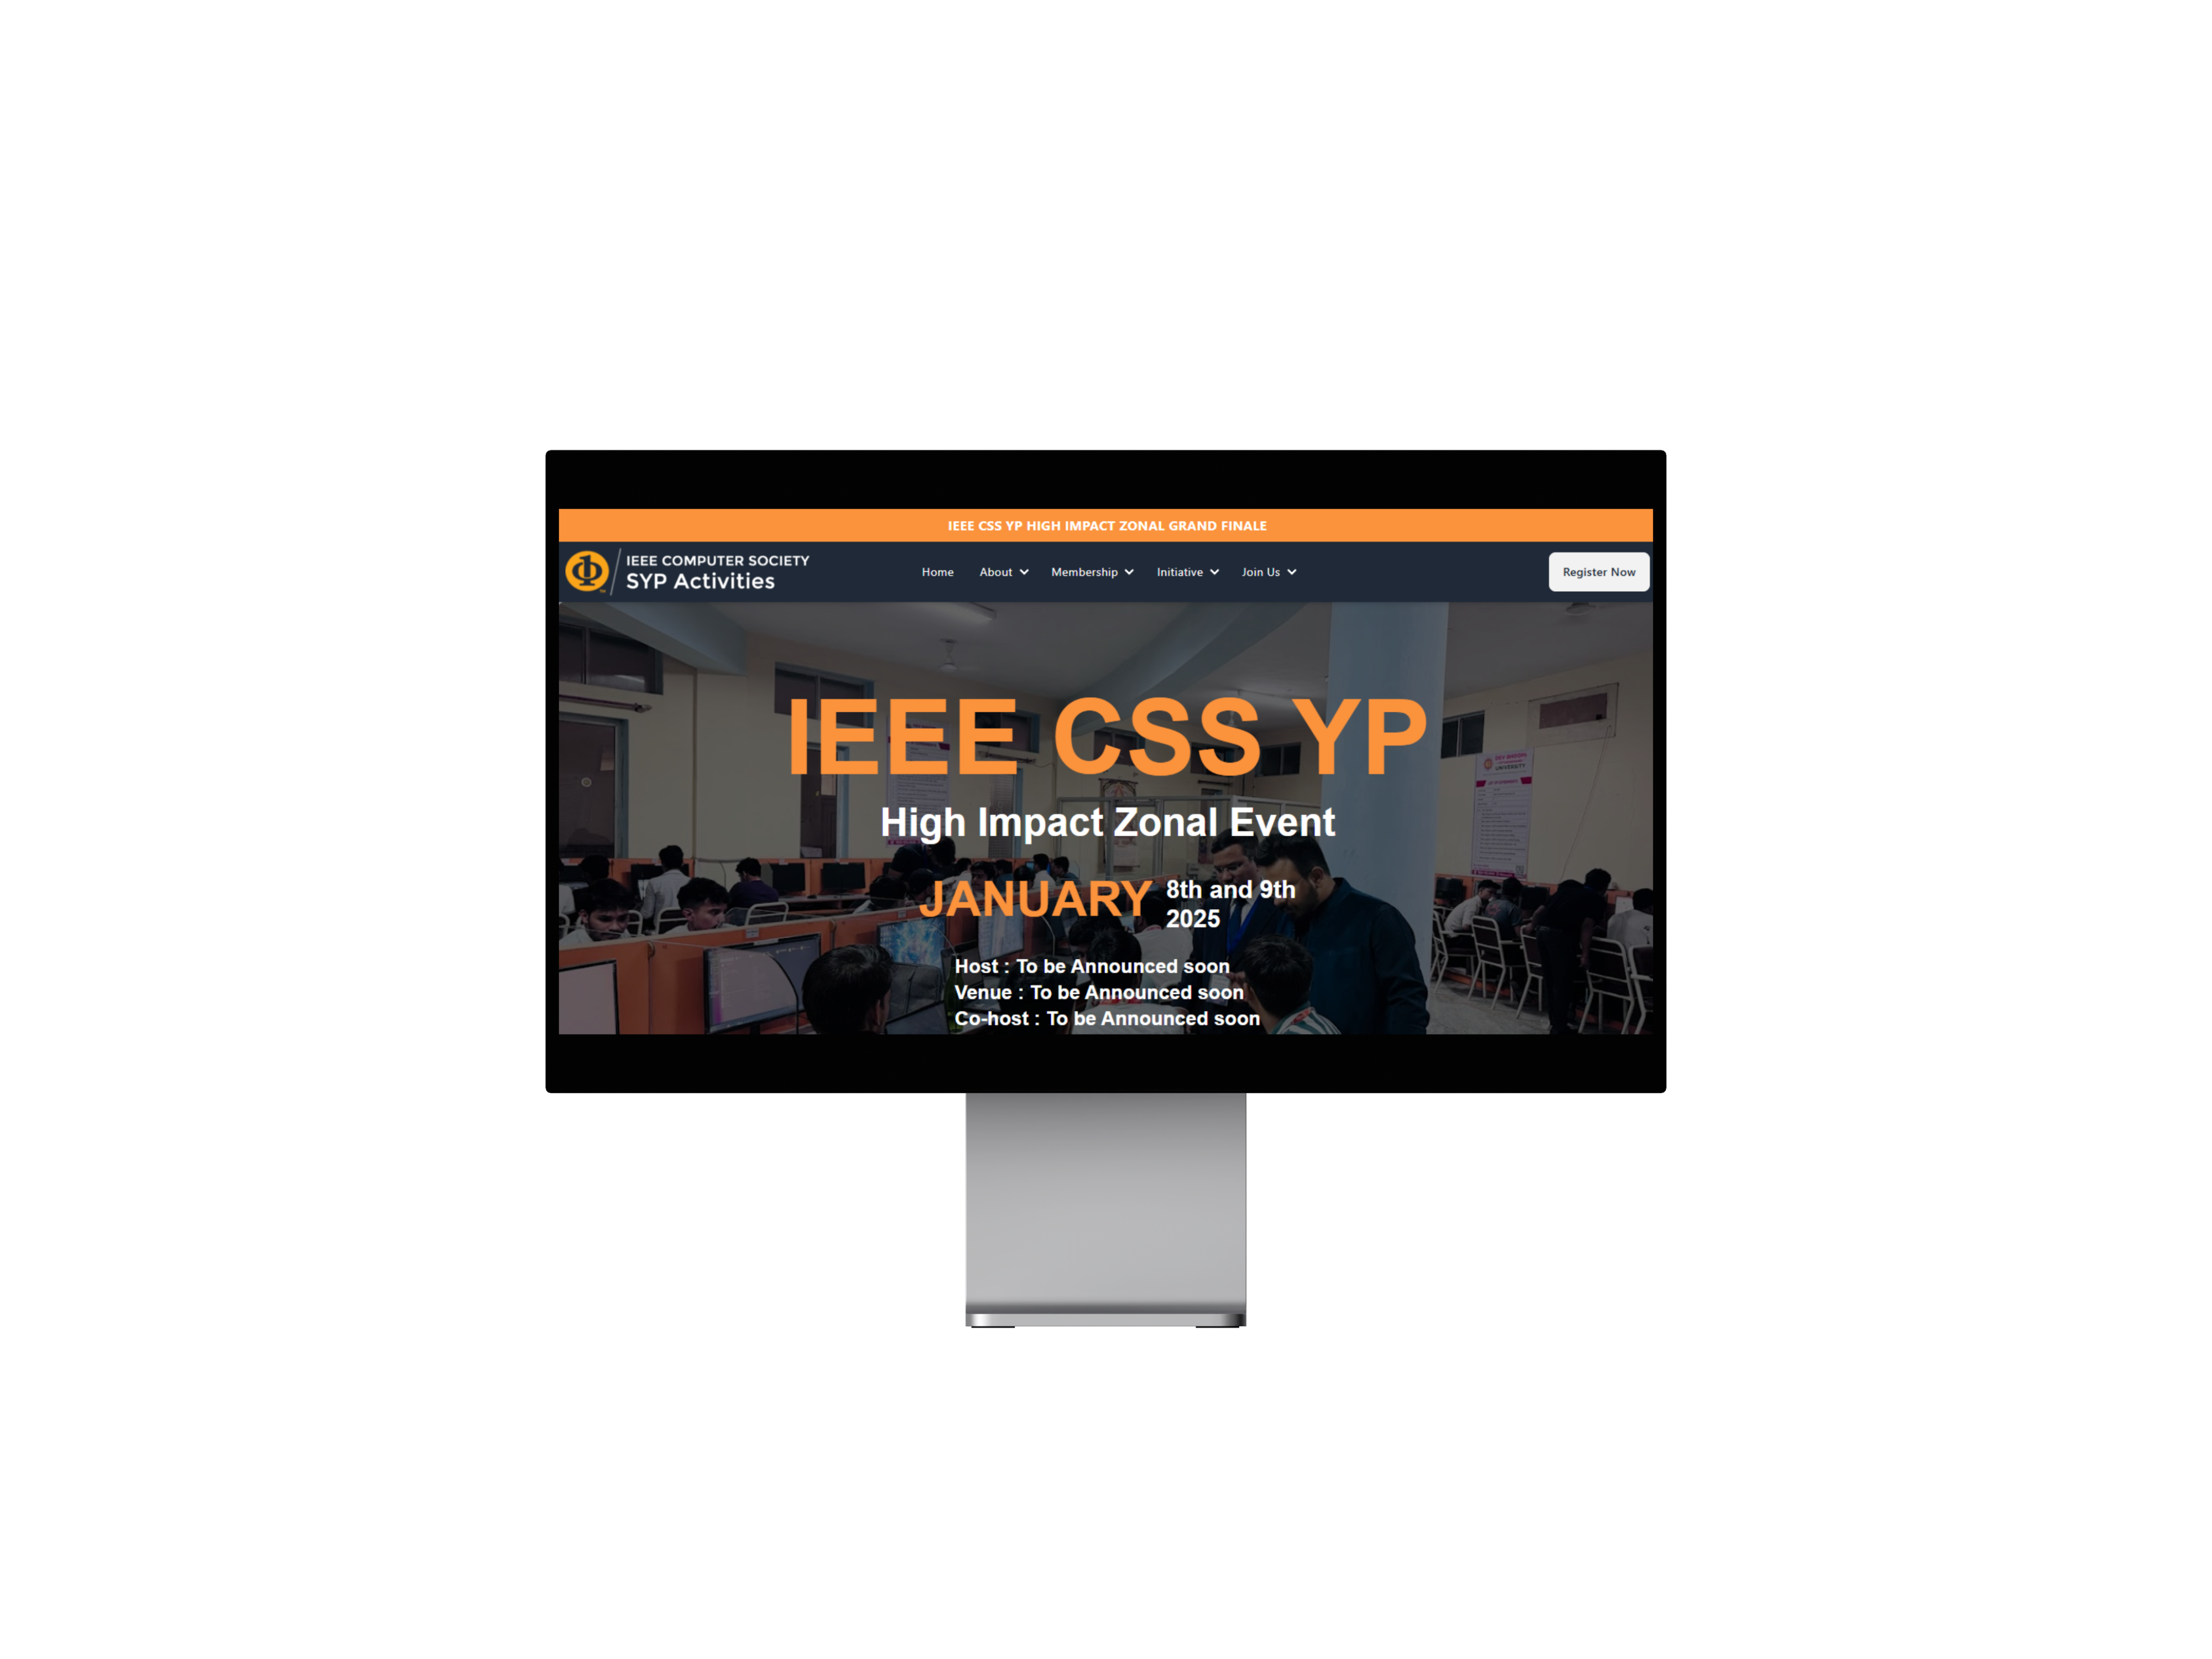 IEEE CSS YP HIGH IMPACT ZONAL GRAND FINALE
IEEE COMPUTER SOCIETY
SYP Activities
Home About Membership Initiative Join Us
Register Now
IEEE CSS YP
High Impact Zonal Event
JANUARY 8th and 9th
2025
Host : To be Announced soon
Venue : To be Announced soon
Co-host : To be Announced soon
UNIVERSITY